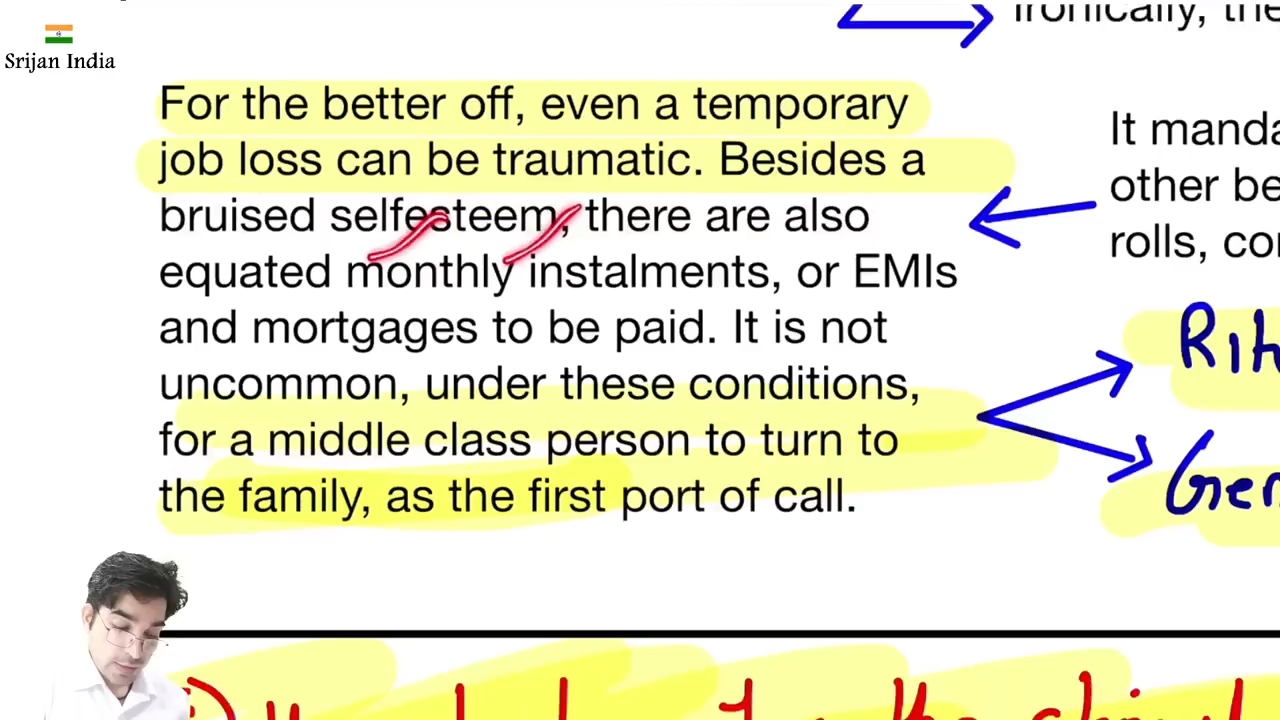 Ironically, the
Srijan India
For the better off, even a temporary
job loss can be traumatic. Besides a
bruised selfesteem, there are also
equated monthly instalments, or EMIs
and mortgages to be paid. It is not
uncommon, under these conditions,
for a middle class person to turn to
the family, as the first port of call.
It manda
other be
rolls, con